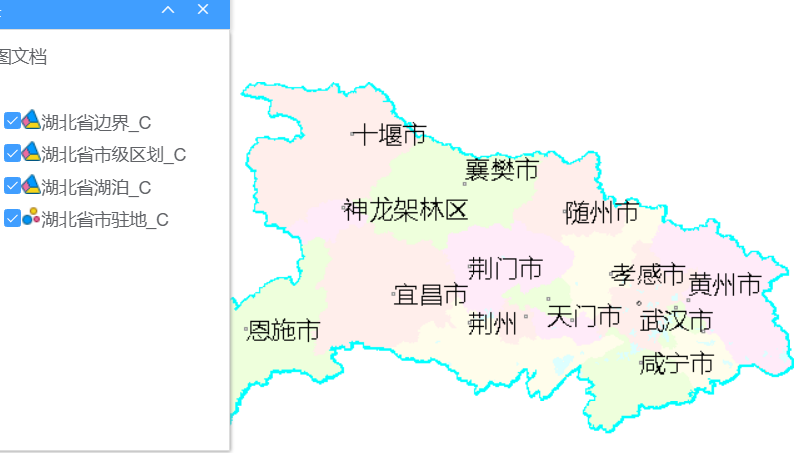 图文档
湖北省边界_C
湖北省市级区划_C
湖北省湖泊_C
湖北省市驻地_C
十堰市
襄樊市
神龙架林区
随州市
荆门市
孝感市
黄州市
宜昌市
荆州
天门市
武汉市
恩施市
咸宁市